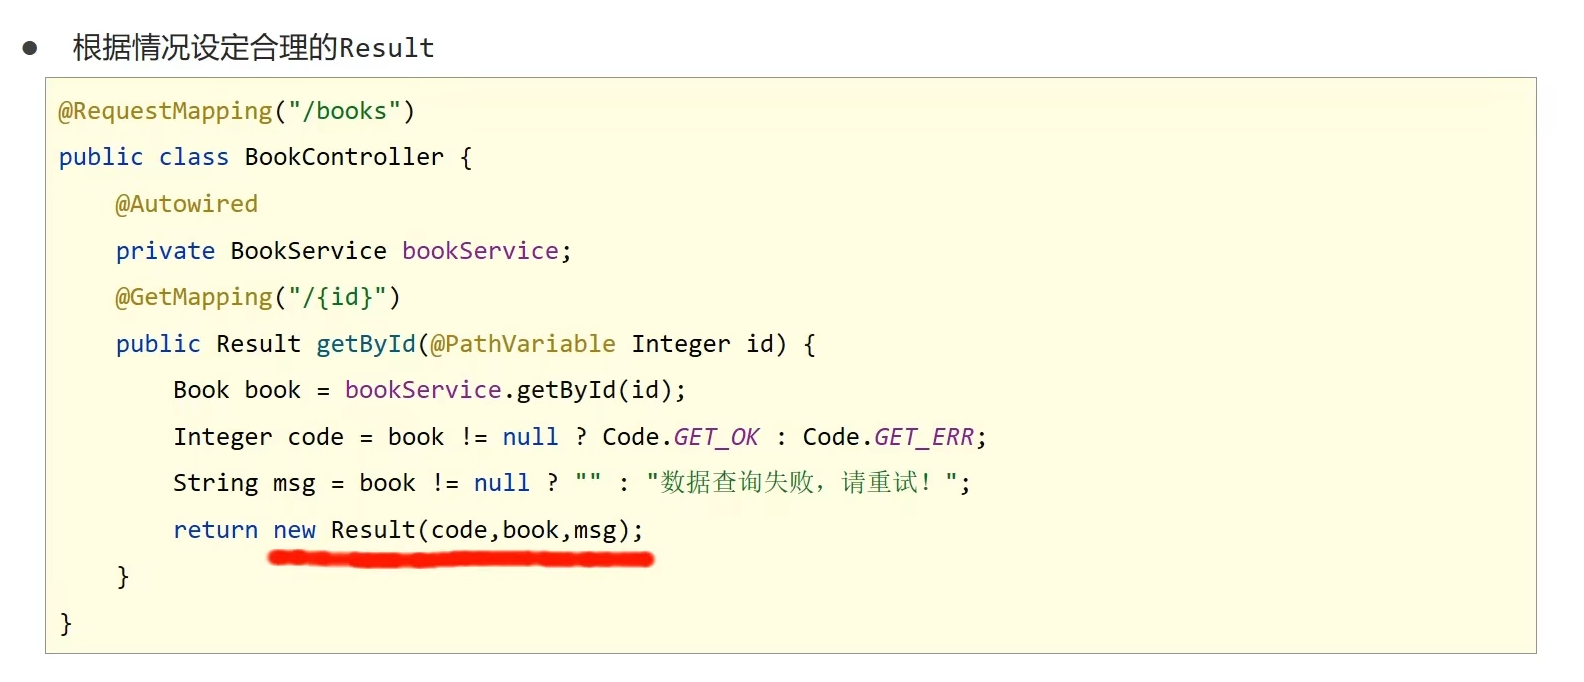 ● 根据情况设定合理的Result
@RequestMapping("/books")
public class BookController {
    @Autowired
    private BookService bookService;
    @GetMapping("/{id}")
    public Result getById(@PathVariable Integer id) {
        Book book = bookService.getById(id);
        Integer code = book != null ? Code.GET_OK : Code.GET_ERR;
        String msg = book != null ? "" : "数据查询失败，请重试！";
        return new Result(code,book,msg);
    }
}